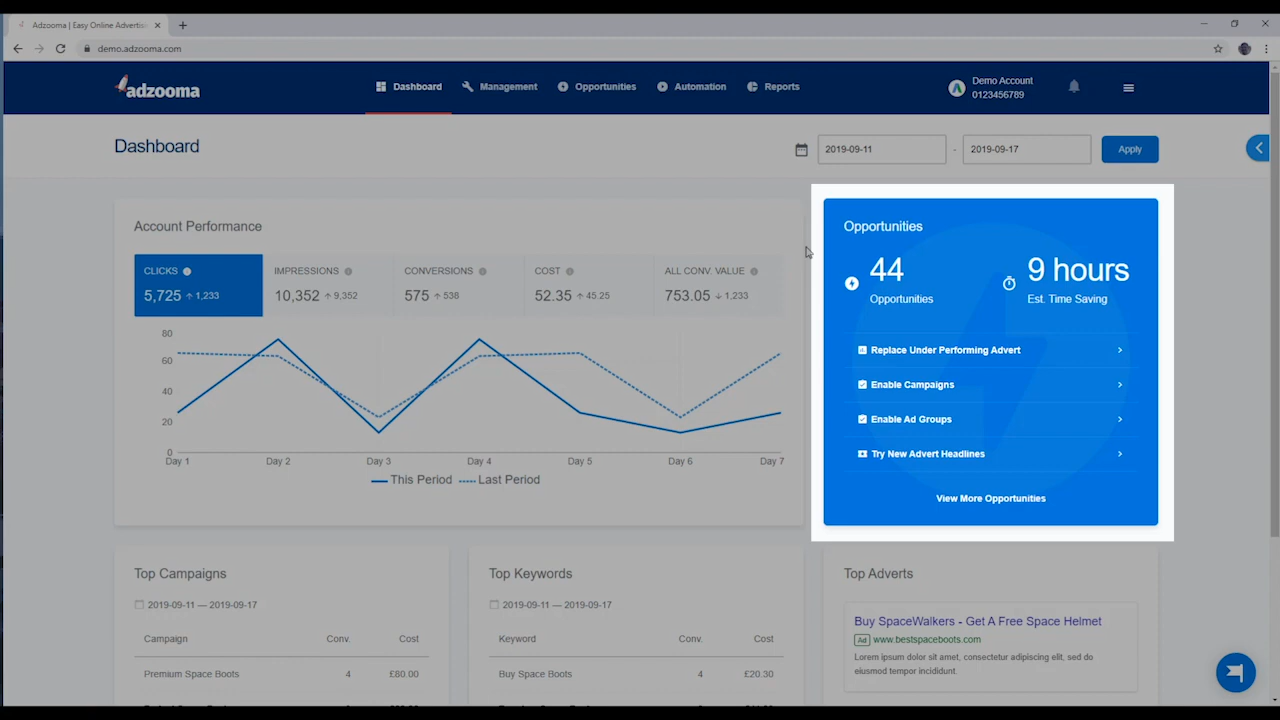 Adzooma | Easy Online Advertis
demo.adzooma.com
adzooma
Dashboard
Management
Opportunities
Automation
Reports
Demo Account
0123456789
Dashboard
2019-09-11
-
2019-09-17
Apply
Account Performance
CLICKS
5,725 ↑ 1,233
IMPRESSIONS
10,352 ↑ 9,352
CONVERSIONS
575 ↑ 538
COST
52.35 ↑ 45.25
ALL CONV. VALUE
753.05 ↓ 1,233
80
60
40
20
0
Day 1
Day 2
Day 3
Day 4
Day 5
Day 6
Day 7
This Period
Last Period
Opportunities
44
Opportunities
9 hours
Est. Time Saving
Replace Under Performing Advert
Enable Campaigns
Enable Ad Groups
Try New Advert Headlines
View More Opportunities
Top Campaigns
2019-09-11 — 2019-09-17
Campaign Conv. Cost
Premium Space Boots 4 £80.00
Top Keywords
2019-09-11 — 2019-09-17
Keyword Conv. Cost
Buy Space Boots 4 £20.30
Top Adverts
Buy SpaceWalkers - Get A Free Space Helmet
Ad www.bestspaceboots.com
Lorem ipsum dolor sit amet, consectetur adipiscing elit, sed do
eiusmod tempor incididunt.